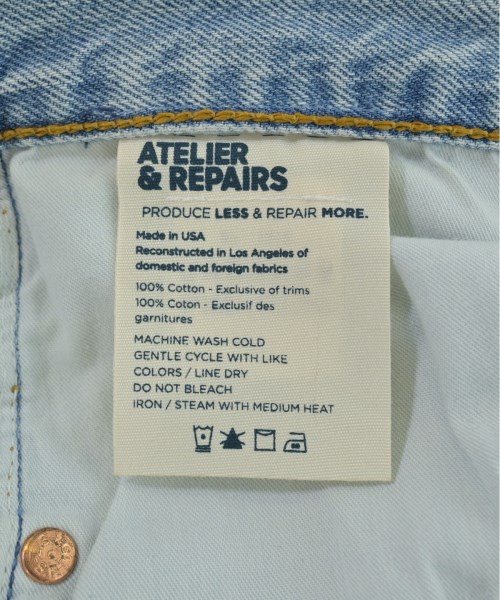 ATELIER
& REPAIRS
PRODUCE LESS & REPAIR MORE.
Made in USA
Reconstructed in Los Angeles of
domestic and foreign fabrics
100% Cotton - Exclusive of trims
100% Coton - Exclusif des
garnitures
MACHINE WASH COLD
GENTLE CYCLE WITH LIKE
COLORS / LINE DRY
DO NOT BLEACH
IRON / STEAM WITH MEDIUM HEAT